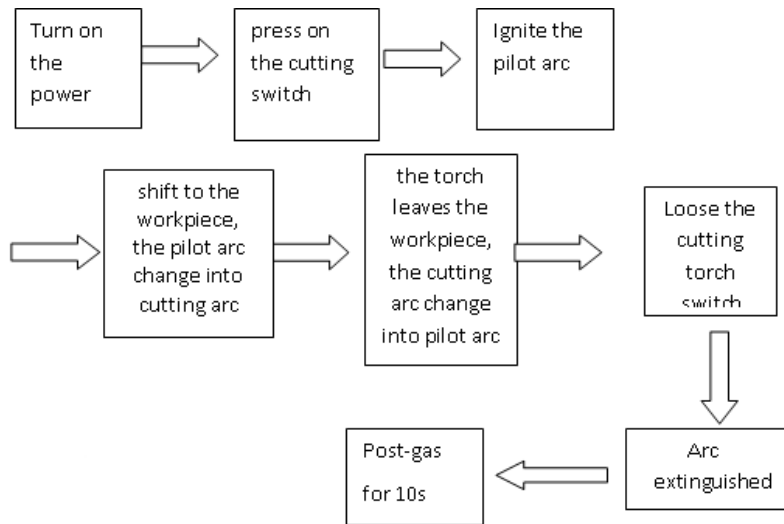 Turn on
the
power
press on
the cutting
switch
Ignite the
pilot arc
shift to the
workpiece,
the pilot arc
change into
cutting arc
the torch
leaves the
workpiece,
the cutting
arc change
into pilot arc
Loose the
cutting
torch
switch
Arc
extinguished
Post-gas
for 10s